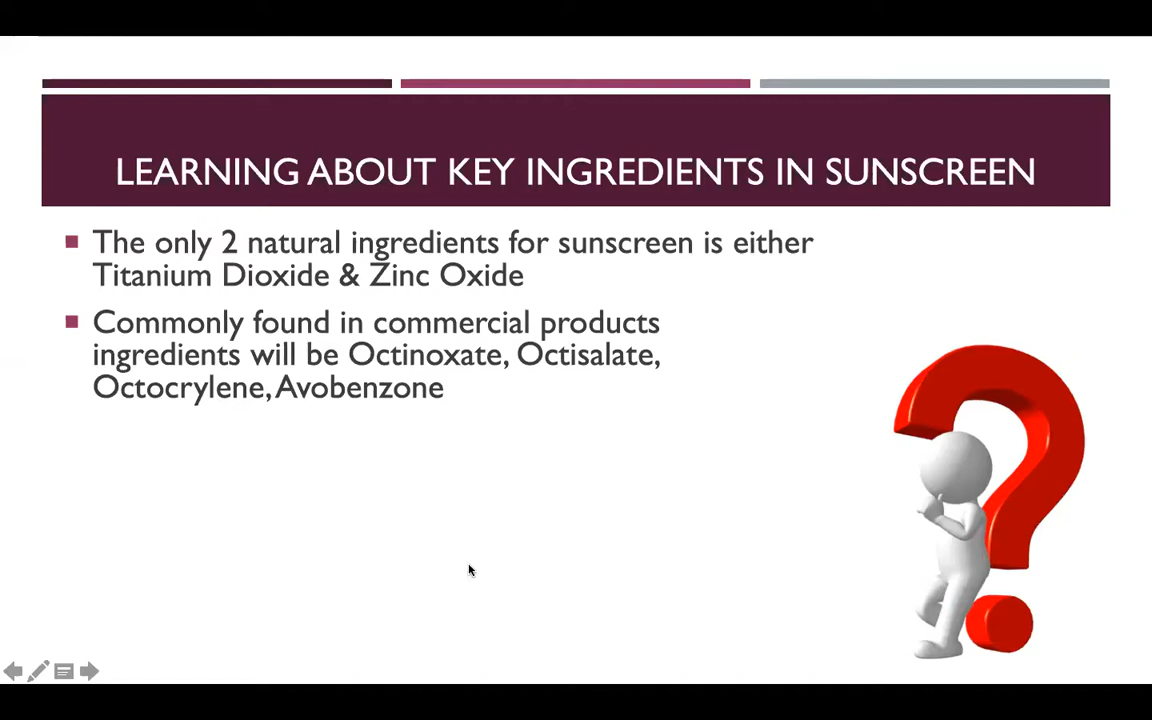 LEARNING ABOUT KEY INGREDIENTS IN SUNSCREEN
The only 2 natural ingredients for sunscreen is either
Titanium Dioxide & Zinc Oxide
Commonly found in commercial products
ingredients will be Octinoxate, Octisalate,
Octocrylene, Avobenzone